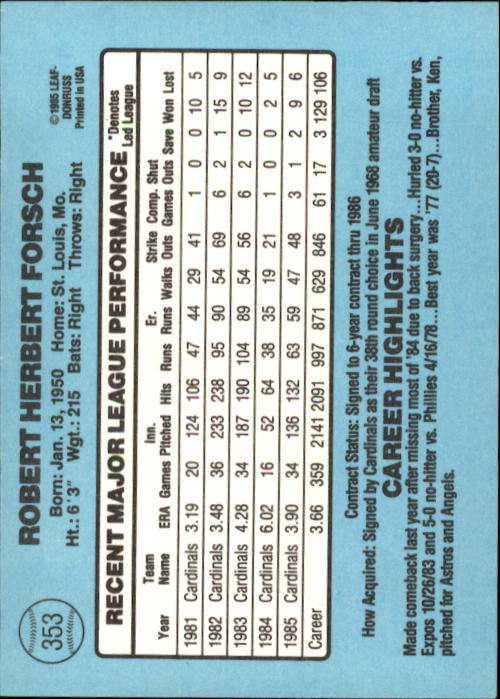 353
ROBERT HERBERT FORSCH
Born: Jan. 13, 1950 Home: St. Louis, Mo.
Ht.: 6' 3" Wgt.: 215 Bats: Right Throws: Right
©1985 LEAF-
DONRUSS
Printed in USA
RECENT MAJOR LEAGUE PERFORMANCE
*Denotes
Led League
Team Inn. Er. Strike Comp. Shut
Year Name ERA Games Pitched Hits Runs Runs Walks Outs Games Outs Save Won Lost
1981 Cardinals 3.19 20 124 106 47 44 29 41 1 0 0 10 5
1982 Cardinals 3.48 36 233 238 95 90 54 69 6 2 1 15 9
1983 Cardinals 4.28 34 187 190 104 89 54 56 6 2 0 10 12
1984 Cardinals 6.02 16 52 64 38 35 19 21 1 0 0 2 5
1985 Cardinals 3.90 34 136 132 63 59 47 48 3 1 2 9 6
Career 3.66 359 2141 2091 997 871 629 846 61 17 3 129 106
Contract Status: Signed to 6-year contract thru 1986
How Acquired: Signed by Cardinals as their 38th round choice in June 1968 amateur draft
CAREER HIGHLIGHTS
Made comeback last year after missing most of '84 due to back surgery...Hurled 3-0 no-hitter vs.
Expos 10/26/83 and 5-0 no-hitter vs. Phillies 4/16/78...Best year was '77 (20-7)...Brother, Ken,
pitched for Astros and Angels.